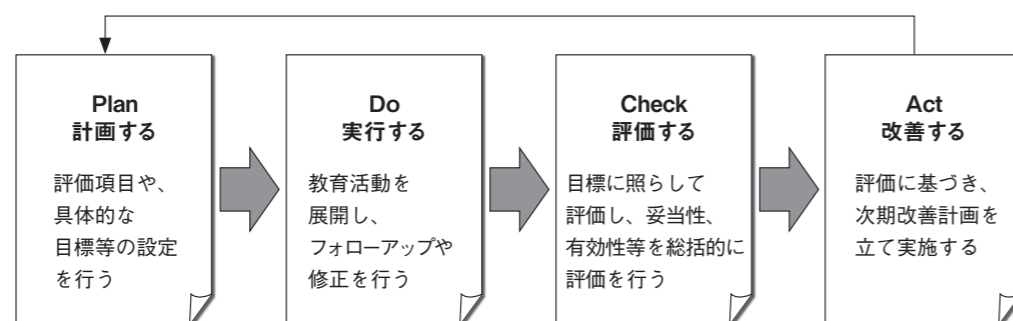 Plan
計画する
評価項目や、
具体的な
目標等の設定
を行う
Do
実行する
教育活動を
展開し、
フォローアップや
修正を行う
Check
評価する
目標に照らして
評価し、妥当性、
有効性等を総括的に
評価を行う
Act
改善する
評価に基づき、
次期改善計画を
立て実施する